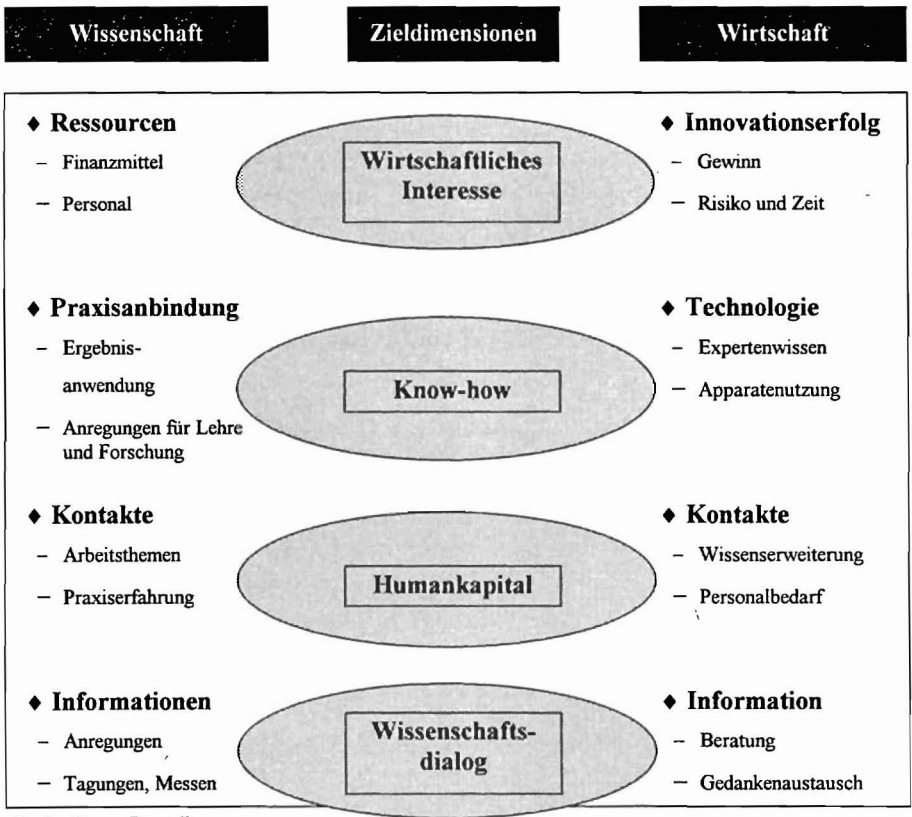 Wissenschaft
Zieldimensionen
Wirtschaft
♦ Ressourcen
– Finanzmittel
– Personal
Wirtschaftliches
Interesse
♦ Innovationserfolg
– Gewinn
– Risiko und Zeit
♦ Praxisanbindung
– Ergebnis-
anwendung
– Anregungen für Lehre
und Forschung
Know-how
♦ Technologie
– Expertenwissen
– Apparatenutzung
♦ Kontakte
– Arbeitsthemen
– Praxiserfahrung
Humankapital
♦ Kontakte
– Wissenserweiterung
– Personalbedarf
♦ Informationen
– Anregungen
– Tagungen, Messen
Wissenschafts-
dialog
♦ Information
– Beratung
– Gedankenaustausch